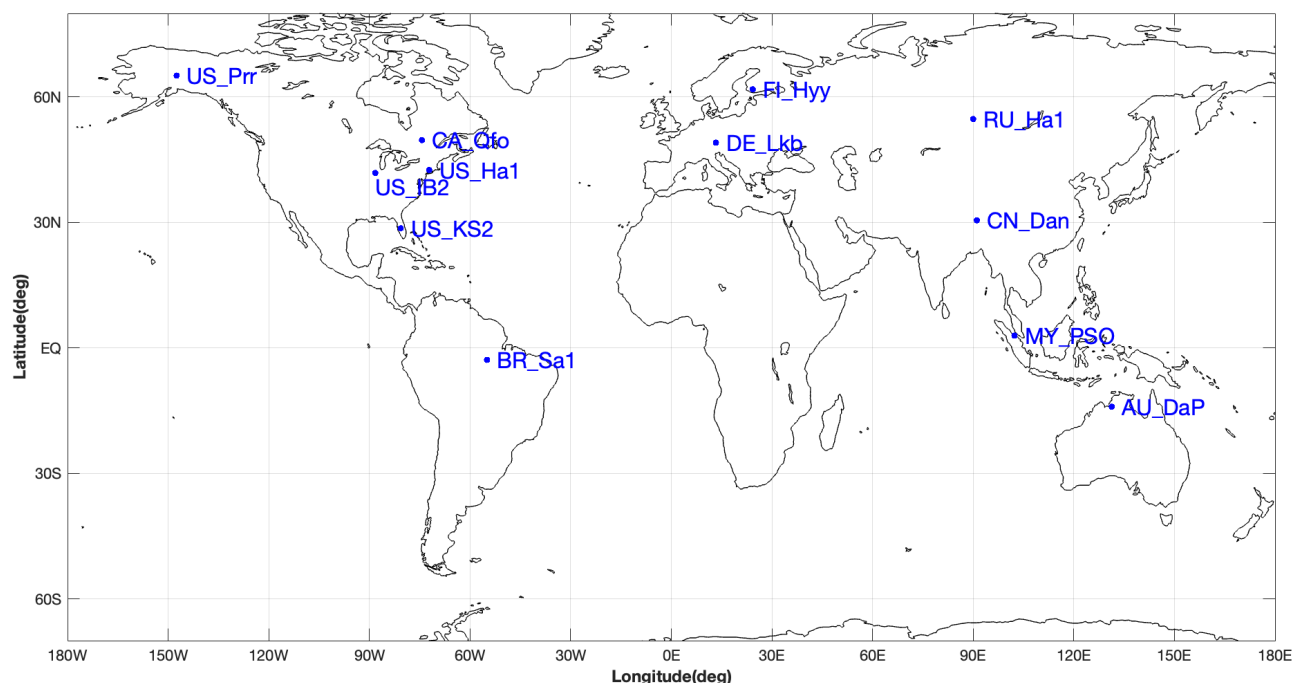 US_Prr
FI_Hyy
60N
RU_Ha1
CA_Qfo
DE_Lkb
US_Ha1
US_IB2
30N
US_KS2
CN_Dan
Latitude(deg)
EQ
MY_PSO
BR_Sa1
AU_DaP
30S
60S
180W 150W 120W 90W 60W 30W 0E 30E 60E 90E 120E 150E 180E
Longitude(deg)